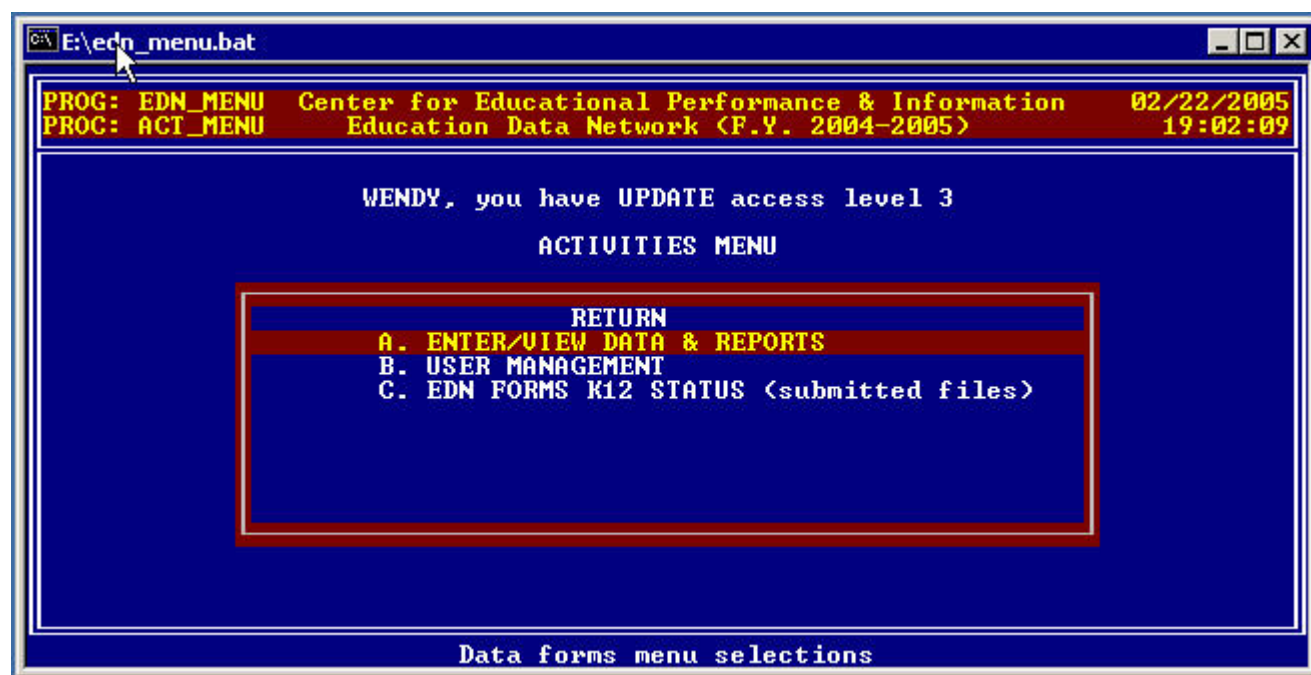 E:\edn_menu.bat
PROG: EDN_MENU Center for Educational Performance & Information 02/22/2005
PROC: ACT_MENU Education Data Network (F.Y. 2004-2005) 19:02:09
WENDY, you have UPDATE access level 3
ACTIVITIES MENU
RETURN
A. ENTER/VIEW DATA & REPORTS
B. USER MANAGEMENT
C. EDN FORMS K12 STATUS (submitted files)
Data forms menu selections